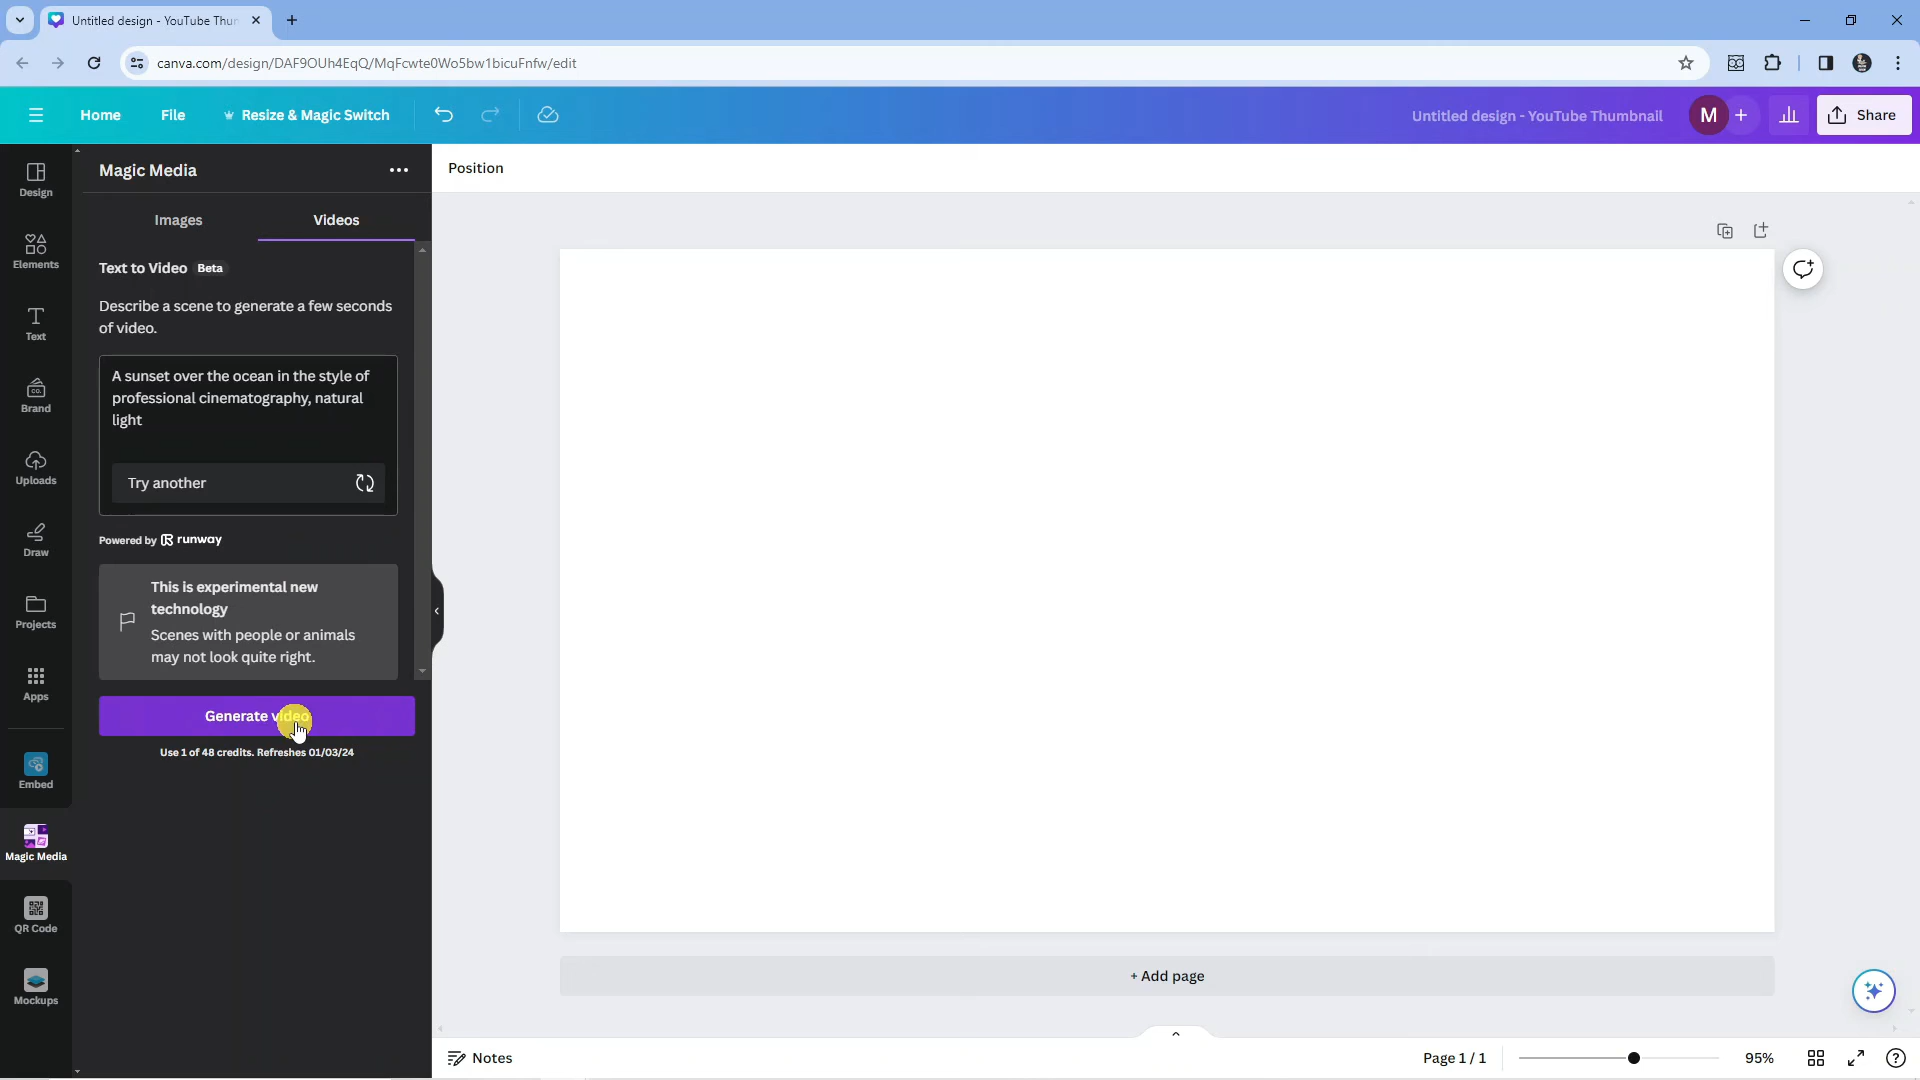 Untitled design - YouTube Thur
canva.com/design/DAF9OUh4EqQ/MqFcwte0Wo5bw1bicuFnfw/edit
Home
File
Resize & Magic Switch
Untitled design - YouTube Thumbnail
M
Share
Design
Elements
Text
Brand
Uploads
Draw
Projects
Apps
Embed
Magic Media
QR Code
Mockups
Magic Media
Images
Videos
Text to Video Beta
Describe a scene to generate a few seconds
of video.
A sunset over the ocean in the style of
professional cinematography, natural
light
Try another
Powered by runway
This is experimental new
technology
Scenes with people or animals
may not look quite right.
Generate video
Use 1 of 48 credits. Refreshes 01/03/24
Position
+ Add page
Notes
Page 1 / 1
95%